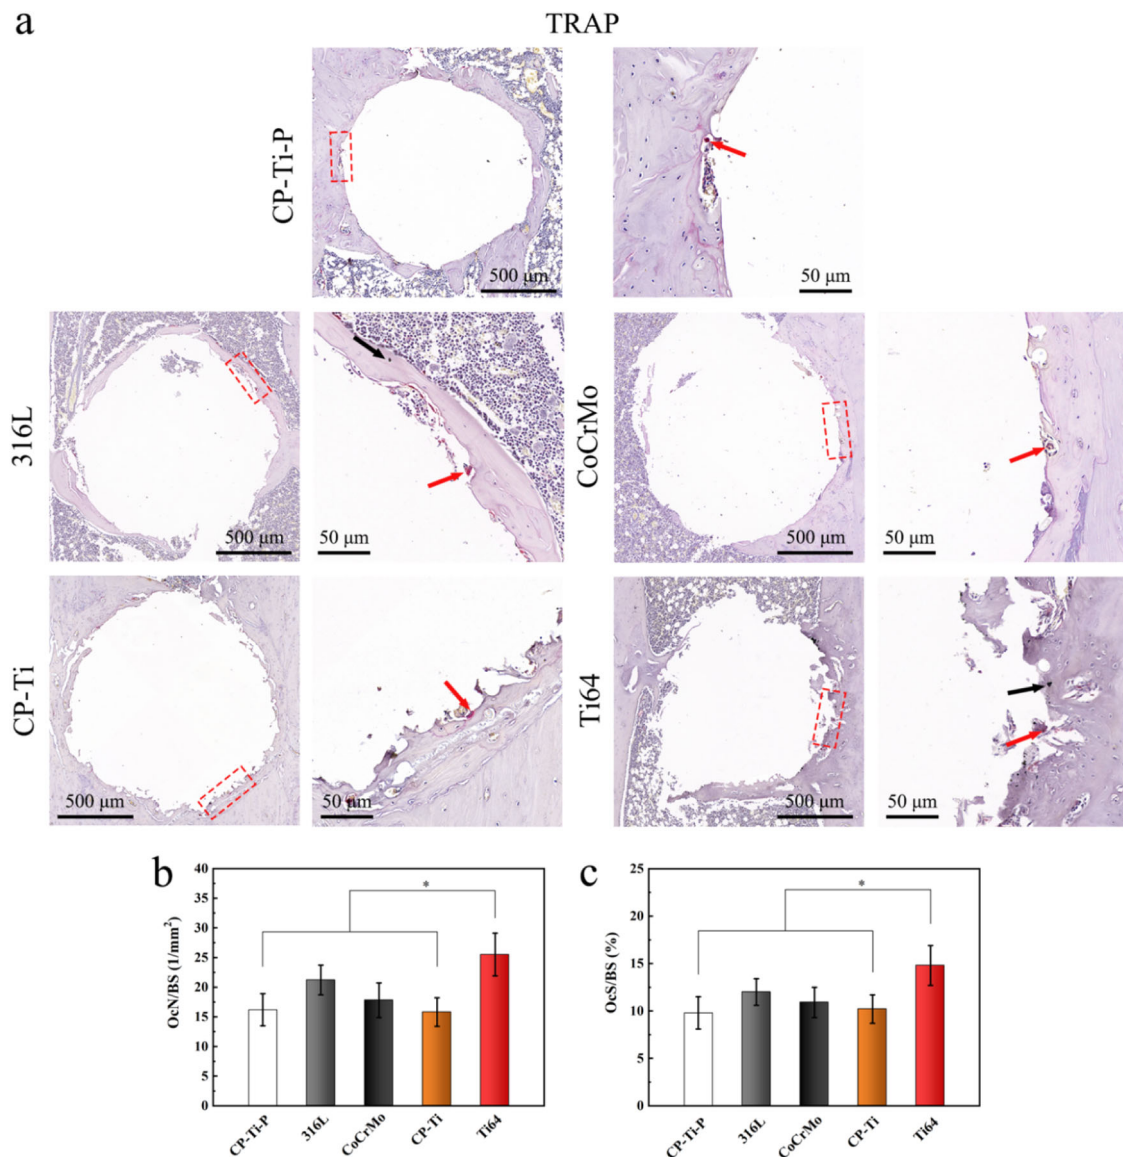 a
TRAP
CP-Ti-P
500 μm
50 μm
316L
500 μm
50 μm
CoCrMo
500 μm
50 μm
CP-Ti
500 μm
50 μm
Ti64
500 μm
50 μm
b
OcN/BS (1/mm²)
40
35
30
25
20
15
10
5
0
*
CP-Ti-P
316L
CoCrMo
CP-Ti
Ti64
c
OcS/BS (%)
25
20
15
10
5
0
*
CP-Ti-P
316L
CoCrMo
CP-Ti
Ti64